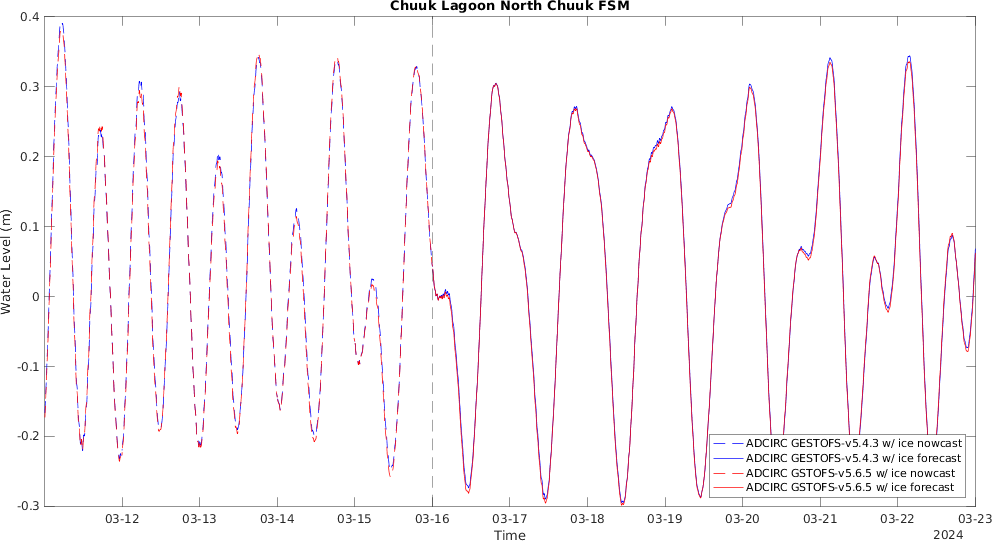 Chuuk Lagoon North Chuuk FSM
0.4
0.3
0.2
0.1
0
-0.1
-0.2
-0.3
Water Level (m)
ADCIRC GESTOFS-v5.4.3 w/ ice nowcast
ADCIRC GESTOFS-v5.4.3 w/ ice forecast
ADCIRC GSTOFS-v5.6.5 w/ ice nowcast
ADCIRC GSTOFS-v5.6.5 w/ ice forecast
03-12 03-13 03-14 03-15 03-16 03-17 03-18 03-19 03-20 03-21 03-22 03-23
Time
2024